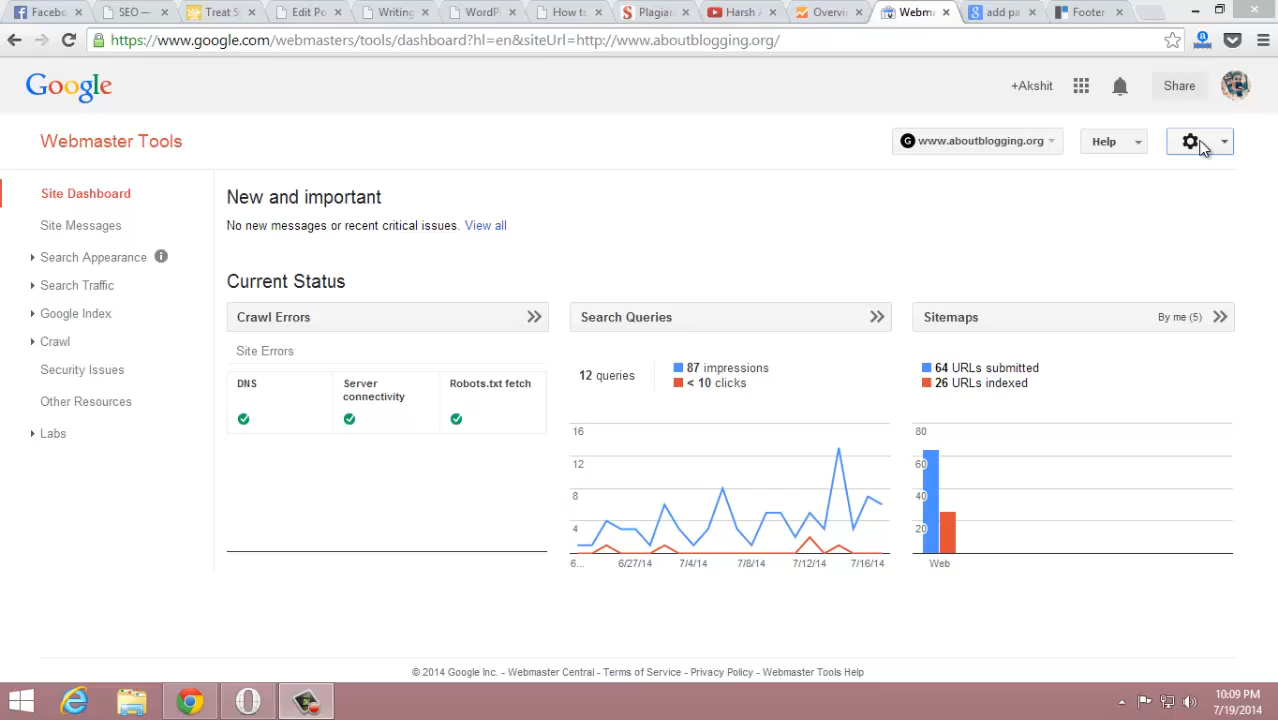 Facebo
SEO —
Treat S
Edit Po
Writing
WordPr
How to
Plagiari
Harsh A
Overvie
Webma
add pa
Footer
https://www.google.com/webmasters/tools/dashboard?hl=en&siteUrl=http://www.aboutblogging.org/
Google
+Akshit
Share
Webmaster Tools
www.aboutblogging.org
Help
Site Dashboard
Site Messages
Search Appearance
Search Traffic
Google Index
Crawl
Security Issues
Other Resources
Labs
New and important
No new messages or recent critical issues. View all
Current Status
Crawl Errors
Site Errors
DNS
Server
connectivity
Robots.txt fetch
Search Queries
12 queries
87 impressions
< 10 clicks
16
12
8
4
6...
6/27/14
7/4/14
7/8/14
7/12/14
7/16/14
Sitemaps
By me (5)
64 URLs submitted
26 URLs indexed
80
60
40
20
Web
© 2014 Google Inc. - Webmaster Central - Terms of Service - Privacy Policy - Webmaster Tools Help
10:09 PM
7/19/2014